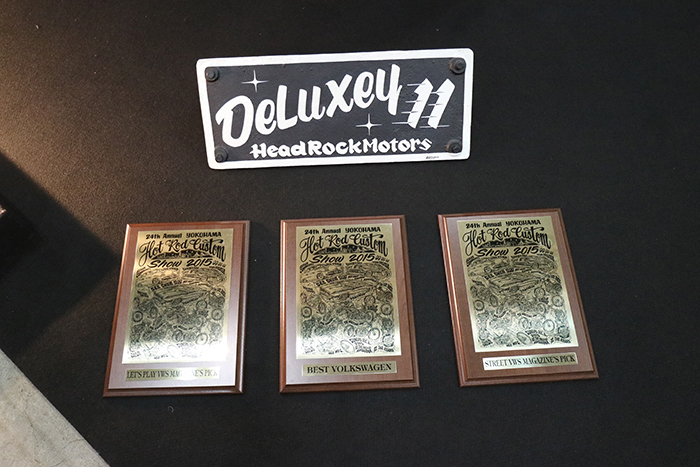 DeLuxey 11
HeadRockMotors
24th Annual YOKOHAMA
Hot Rod Custom
Show 2015
LET'S PLAY VWS MAGAZINE'S PICK
24th Annual YOKOHAMA
Hot Rod Custom
Show 2015
BEST VOLKSWAGEN
24th Annual YOKOHAMA
Hot Rod Custom
Show 2015
STREET VWS MAGAZINE'S PICK